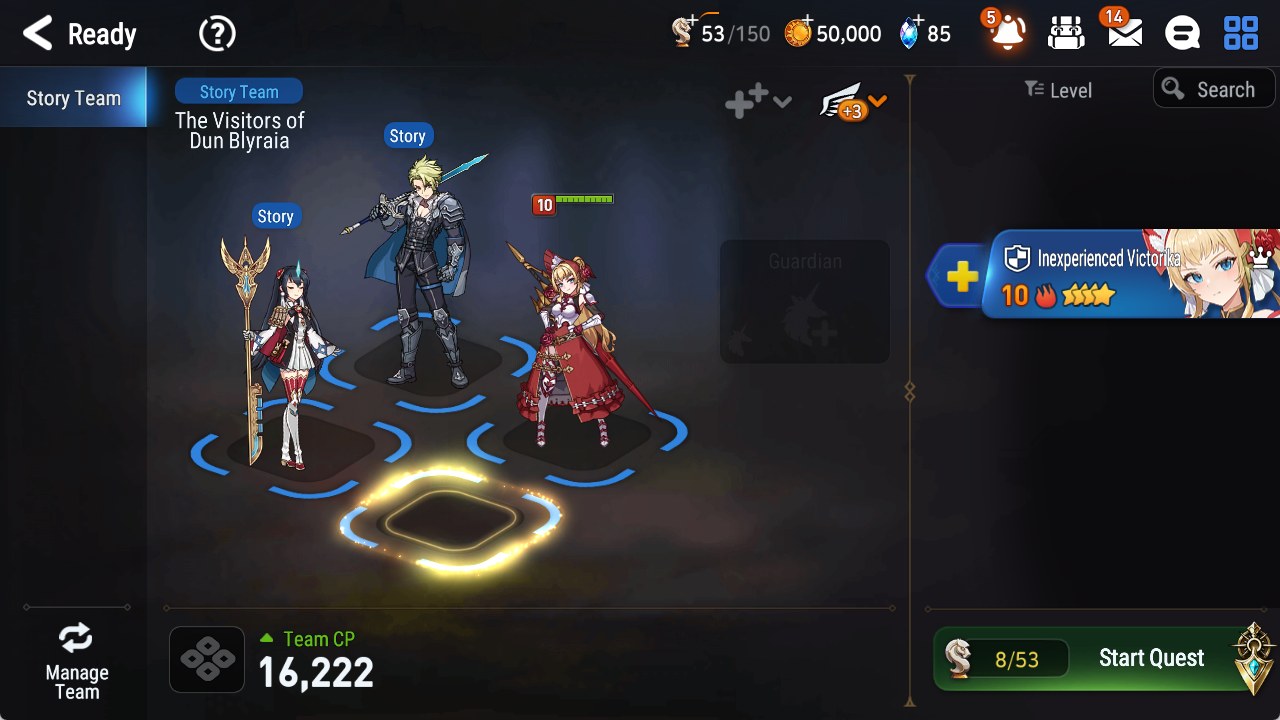 Ready
?
53/150
50,000
85
5
14
Story Team
Story Team
The Visitors of
Dun Blyraia
+3
Level
Search
Story
Story
10
Guardian
Inexperienced Victorika
10
Manage
Team
Team CP
16,222
8/53
Start Quest